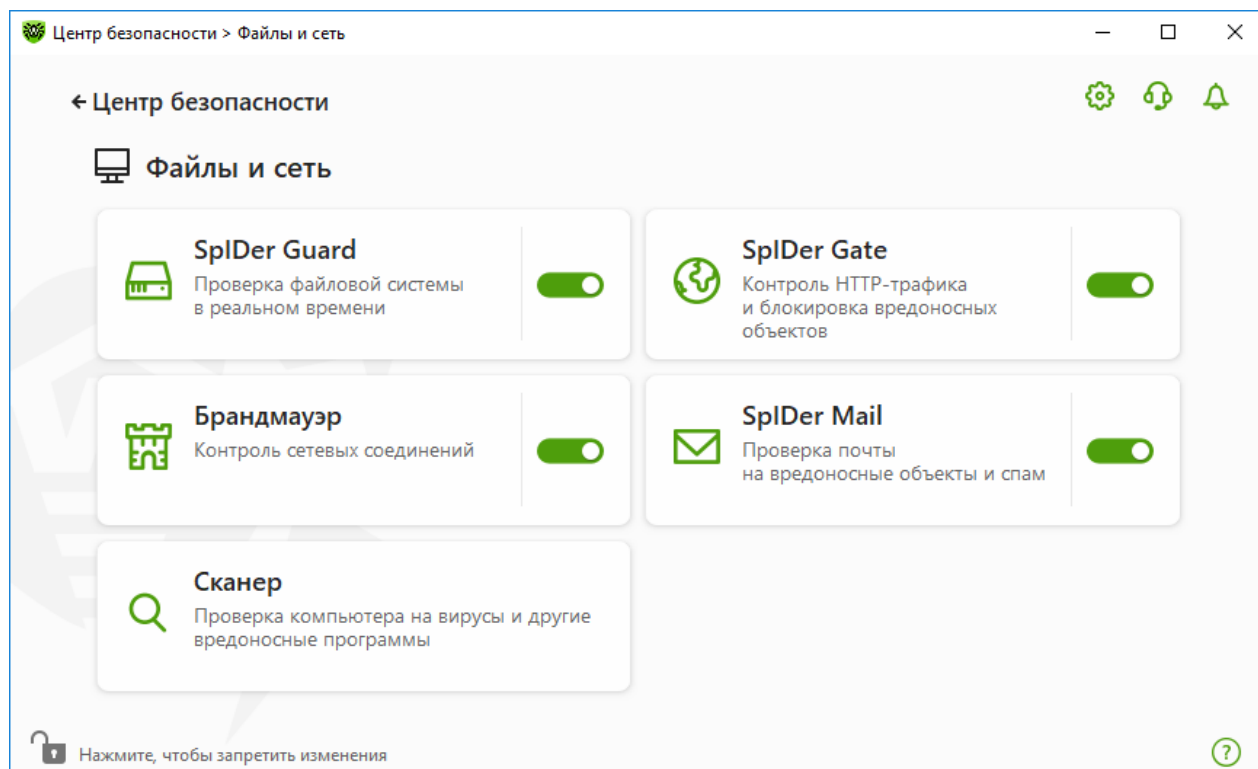 Центр безопасности > Файлы и сеть
Центр безопасности
Файлы и сеть
SpIDer Guard
Проверка файловой системы
в реальном времени
SpIDer Gate
Контроль HTTP-трафика
и блокировка вредоносных
объектов
Брандмауэр
Контроль сетевых соединений
SpIDer Mail
Проверка почты
на вредоносные объекты и спам
Сканер
Проверка компьютера на вирусы и другие
вредоносные программы
Нажмите, чтобы запретить изменения
?